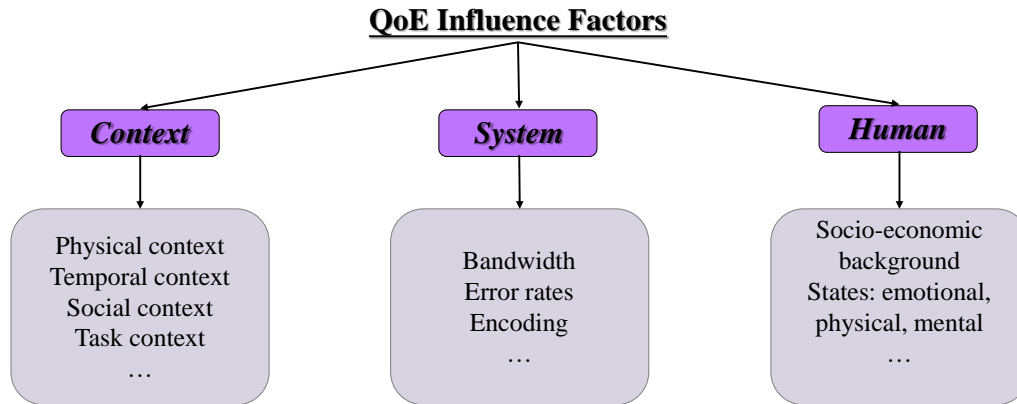 QoE Influence Factors
Context
System
Human
Physical context
Temporal context
Social context
Task context
…
Bandwidth
Error rates
Encoding
…
Socio-economic
background
States: emotional,
physical, mental
…